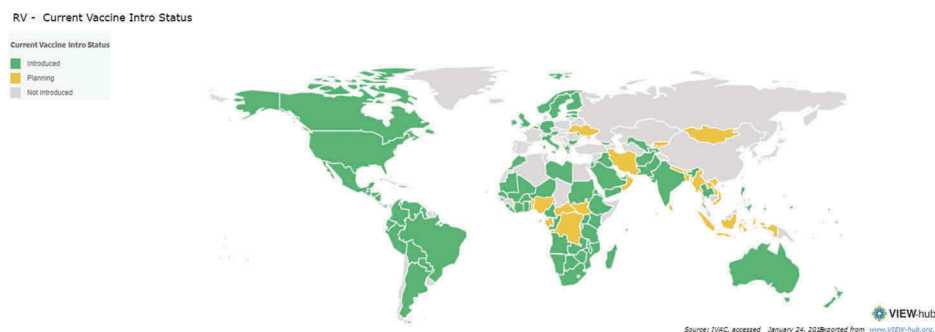 RV - Current Vaccine Intro Status
Current Vaccine Intro Status
Introduced
Planning
Not Introduced
VIEW-hub
Source: IVAC, accessed January 24, Exported from www.VIEW-hub.org.